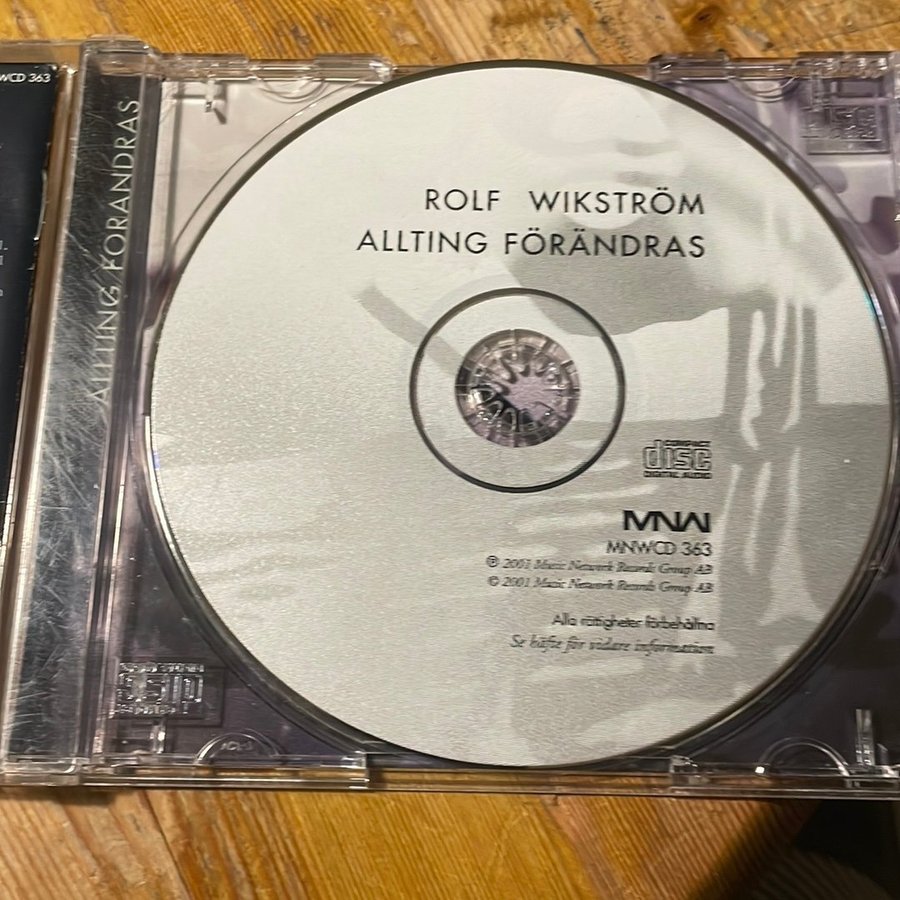 WCD 363
ALLTING FÖRÄNDRAS
ROLF WIKSTRÖM
ALLTING FÖRÄNDRAS
COMPACT
disc
DIGITAL AUDIO
MNW
MNWCD 363
℗ 2001 Music Network Records Group AB
© 2001 Music Network Records Group AB
Alla rättigheter förbehållna
Se häfte för vidare information